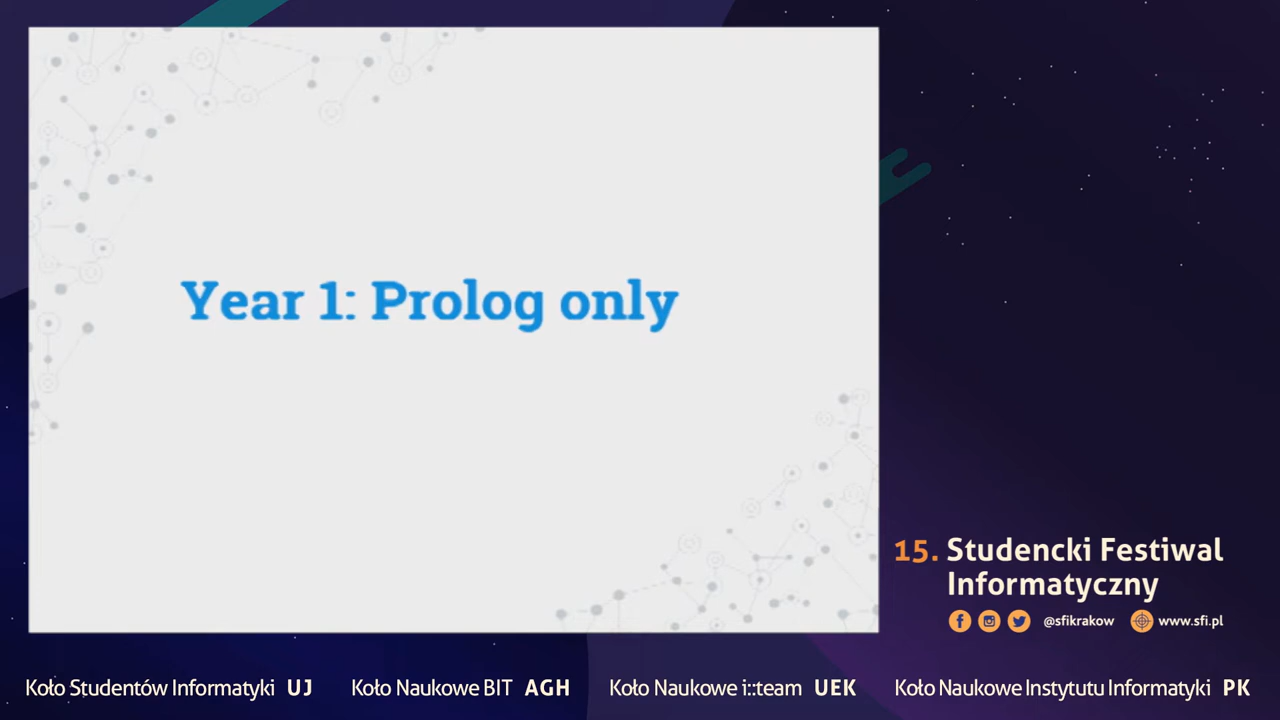 Year 1: Prolog only
15. Studencki Festiwal
Informatyczny
@sfikrakow www.sfi.pl
Koło Studentów Informatyki UJ Koło Naukowe BIT AGH Koło Naukowe i::team UEK Koło Naukowe Instytutu Informatyki PK